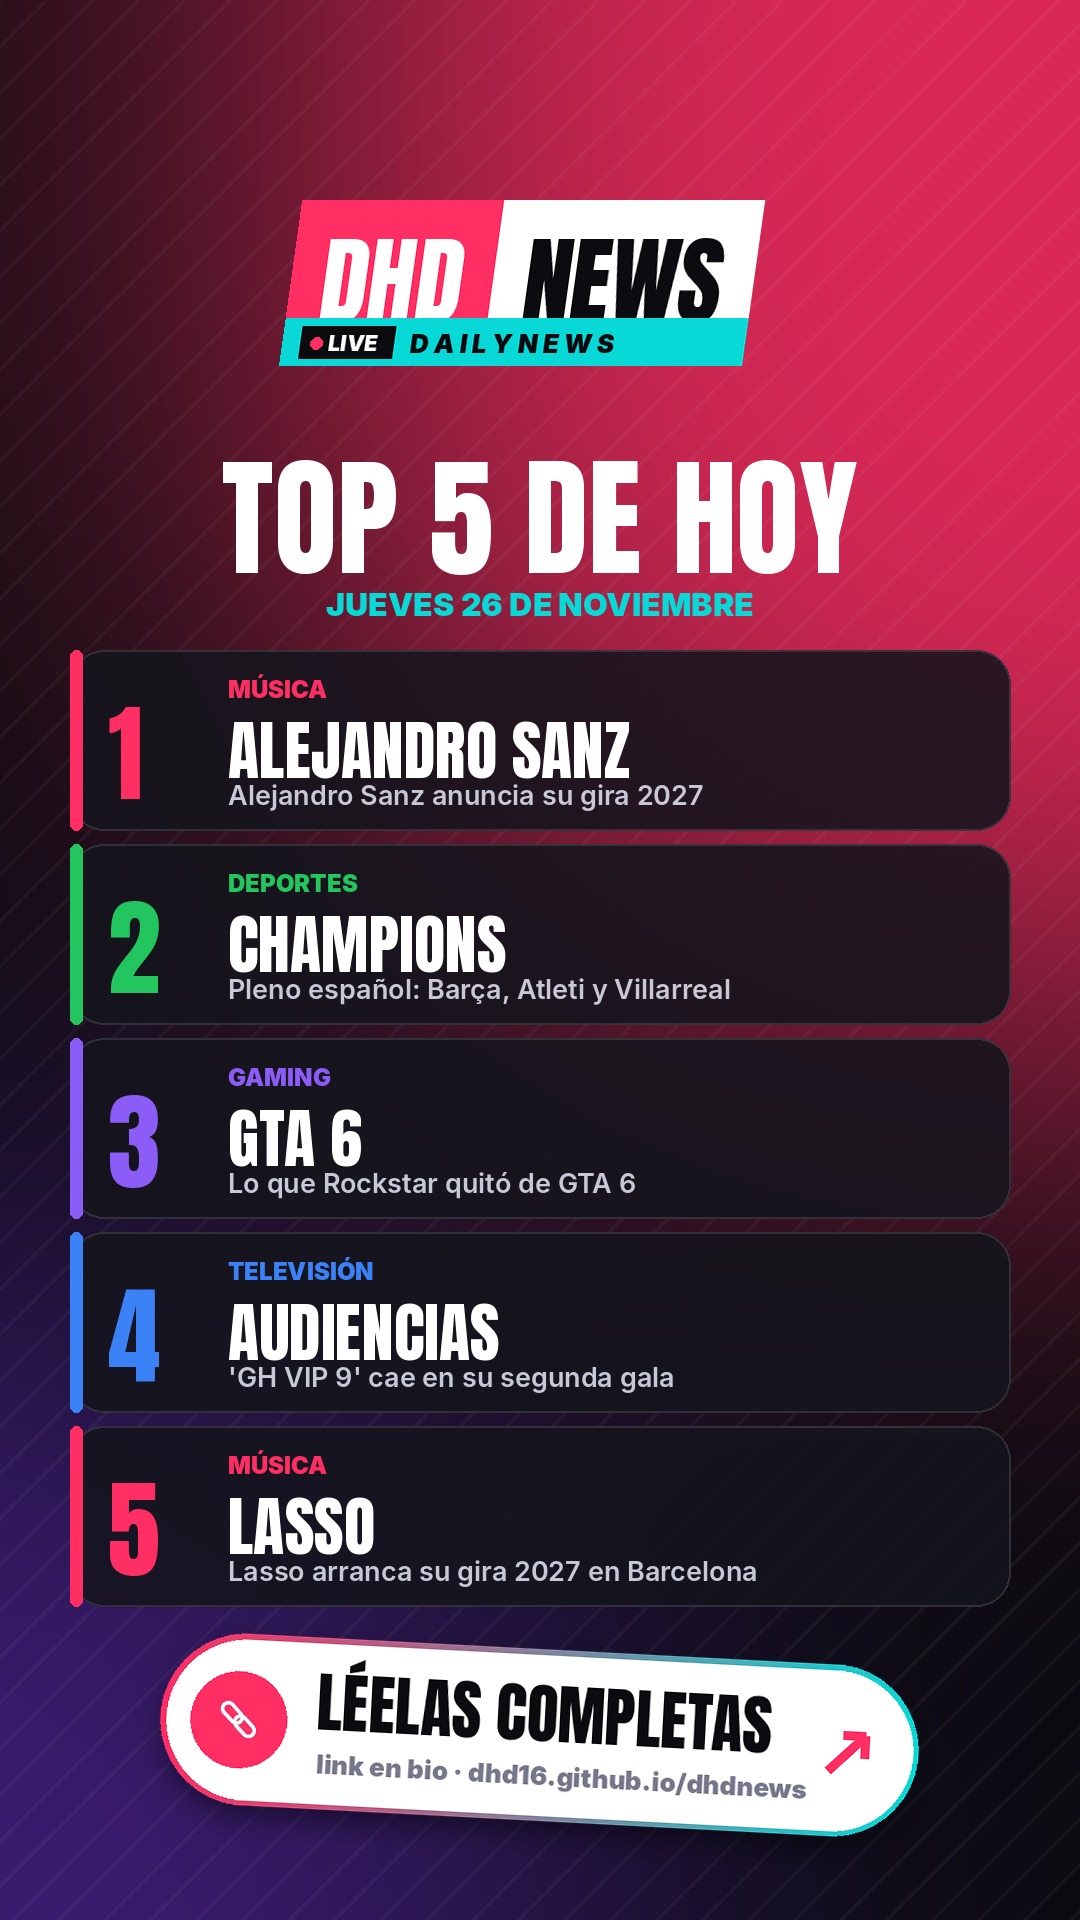 DHD NEWS
LIVE DAILYNEWS
TOP 5 DE HOY
JUEVES 26 DE NOVIEMBRE
1
MÚSICA
ALEJANDRO SANZ
Alejandro Sanz anuncia su gira 2027
2
DEPORTES
CHAMPIONS
Pleno español: Barça, Atleti y Villarreal
3
GAMING
GTA 6
Lo que Rockstar quitó de GTA 6
4
TELEVISIÓN
AUDIENCIAS
'GH VIP 9' cae en su segunda gala
5
MÚSICA
LASSO
Lasso arranca su gira 2027 en Barcelona
LÉELAS COMPLETAS
link en bio · dhd16.github.io/dhdnews